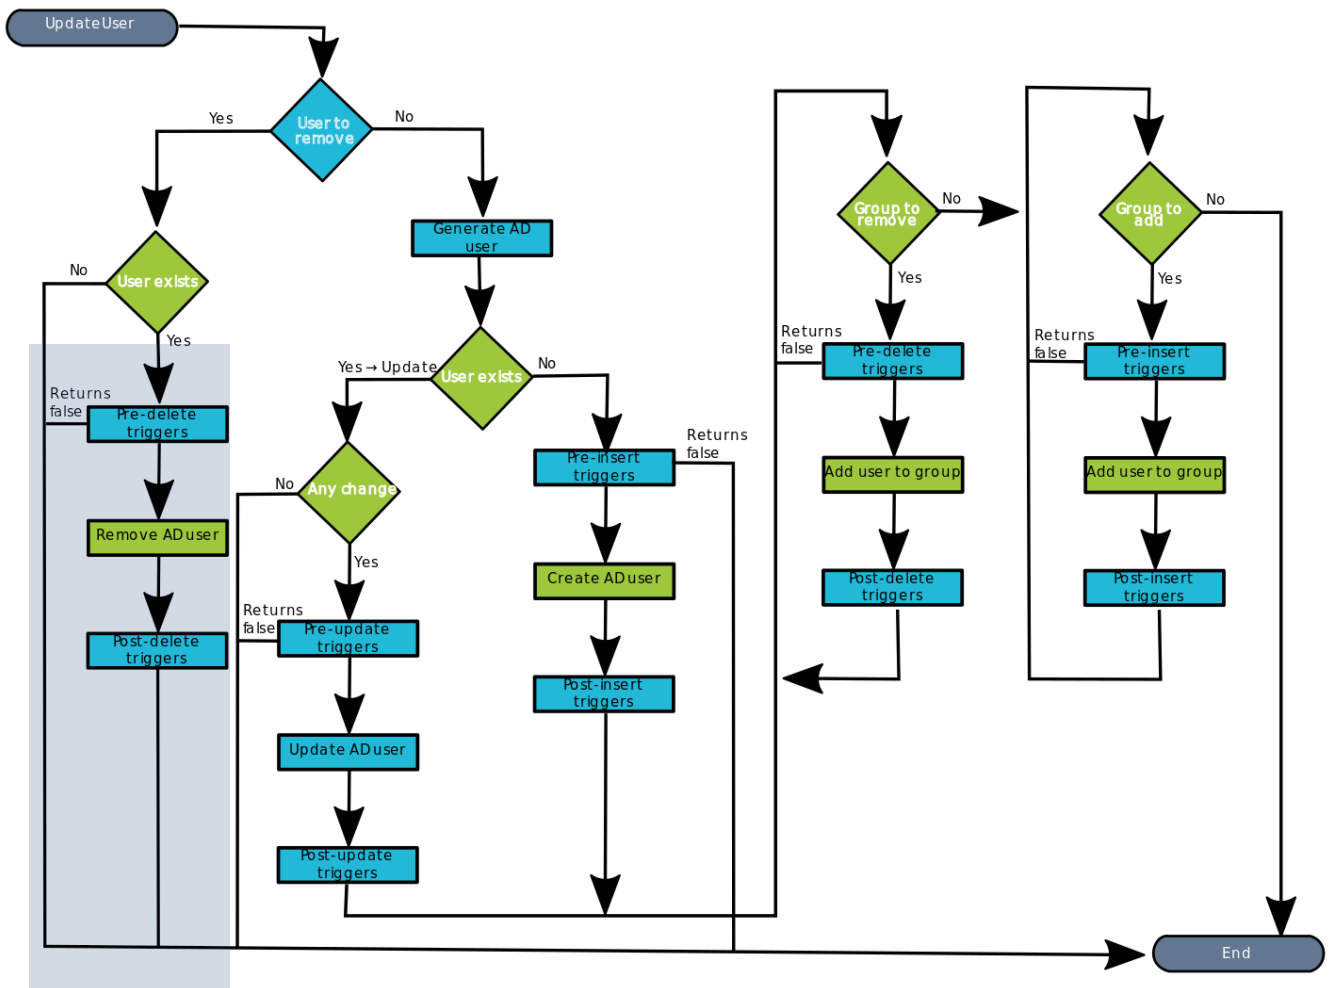 UpdateUser
Yes
User to
remove
No
Generate AD
user
No
User exists
Yes
Returns
false
Pre-delete
triggers
Remove AD user
Post-delete
triggers
Yes → Update
User exists
No
No
Any change
Yes
Returns
false
Pre-update
triggers
Update AD user
Post-update
triggers
Returns
false
Pre-insert
triggers
Create AD user
Post-insert
triggers
Group to
remove
No
Yes
Returns
false
Pre-delete
triggers
Add user to group
Post-delete
triggers
Group to
add
No
Yes
Returns
false
Pre-insert
triggers
Add user to group
Post-insert
triggers
End